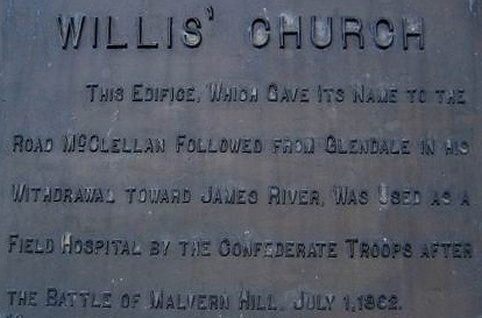 WILLIS' CHURCH
THIS EDIFICE, WHICH GAVE ITS NAME TO THE
ROAD MCCLELLAN FOLLOWED FROM GLENDALE IN HIS
WITHDRAWAL TOWARD JAMES RIVER, WAS USED AS A
FIELD HOSPITAL BY THE CONFEDERATE TROOPS AFTER
THE BATTLE OF MALVERN HILL, JULY 1, 1862.